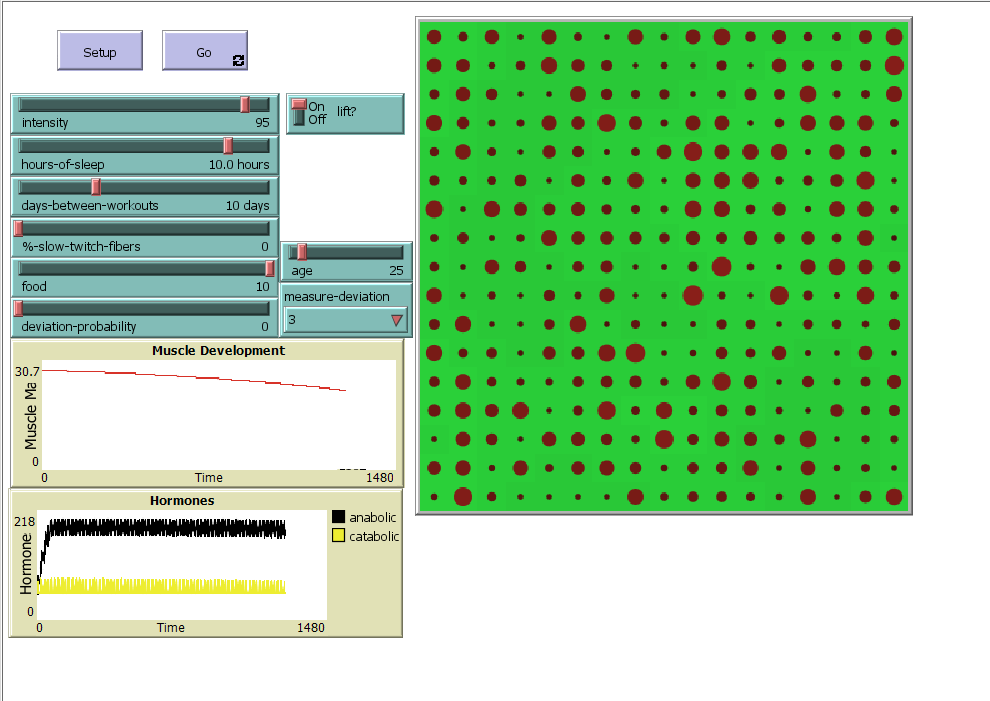 Setup
Go
intensity 95
On
Off
lift?
hours-of-sleep 10.0 hours
days-between-workouts 10 days
%-slow-twitch-fibers 0
food 10
deviation-probability 0
age 25
measure-deviation
3
Muscle Development
30.7
Muscle Ma
0
0 Time 1480
Hormones
218
Hormone
0
0 Time 1480
anabolic
catabolic